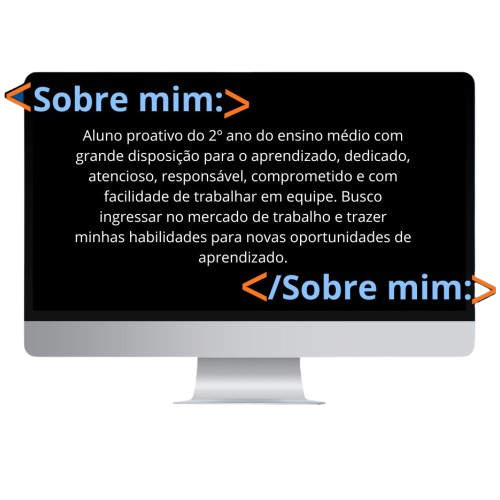 <Sobre mim:>
Aluno proativo do 2º ano do ensino médio com
grande disposição para o aprendizado, dedicado,
atencioso, responsável, comprometido e com
facilidade de trabalhar em equipe. Busco
ingressar no mercado de trabalho e trazer
minhas habilidades para novas oportunidades de
aprendizado.
</Sobre mim:>